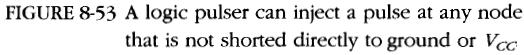 FIGURE 8-53 A logic pulser can inject a pulse at any node
that is not shorted directly to ground or VCC